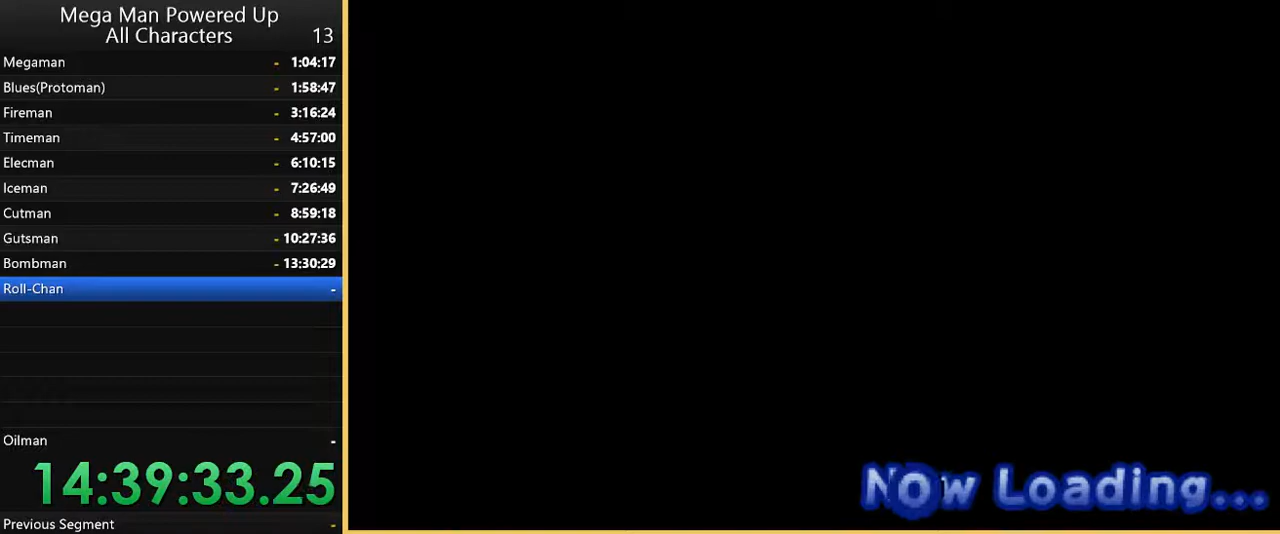 Mega Man Powered Up
All Characters 13
Megaman - 1:04:17
Blues(Protoman) - 1:58:47
Fireman - 3:16:24
Timeman - 4:57:00
Elecman - 6:10:15
Iceman - 7:26:49
Cutman - 8:59:18
Gutsman - 10:27:36
Bombman - 13:30:29
Roll-Chan -
Oilman -
14:39:33.25
Previous Segment -
Now Loading...